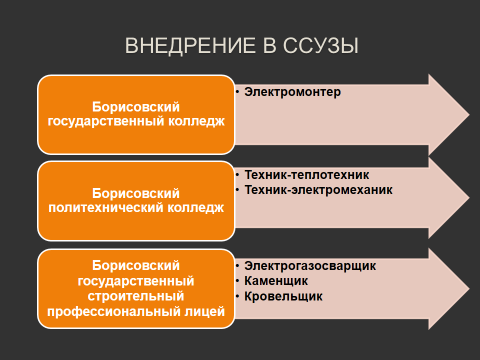 ВНЕДРЕНИЕ В ССУЗЫ
Борисовский
государственный колледж
• Электромонтер
Борисовский
политехнический колледж
• Техник-теплотехник
• Техник-электромеханик
Борисовский
государственный
строительный
профессиональный лицей
• Электрогазосварщик
• Каменщик
• Кровельщик